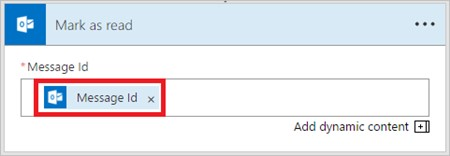 Mark as read
* Message Id
Message Id ×
Add dynamic content